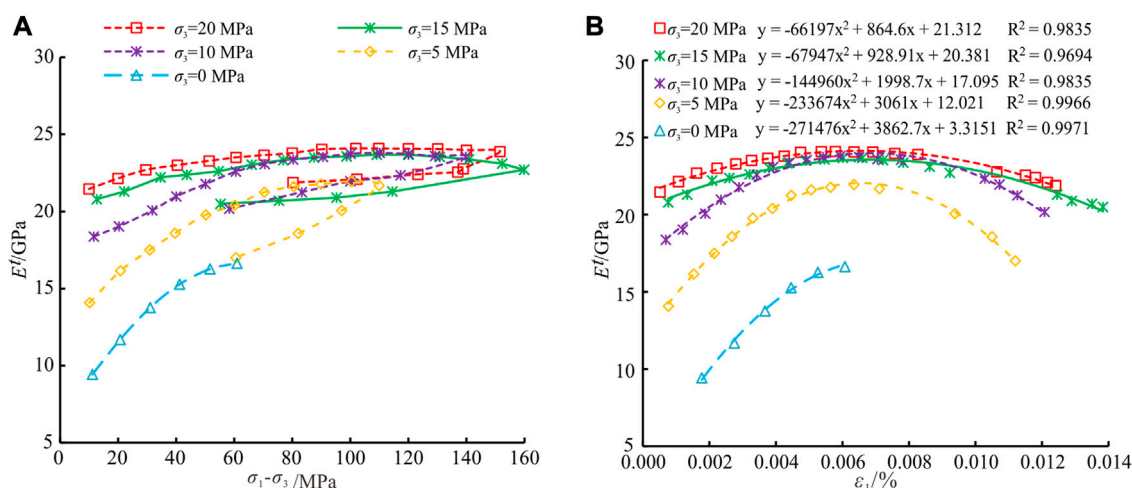 A
σ3=20 MPa
σ3=15 MPa
σ3=10 MPa
σ3=5 MPa
σ3=0 MPa
30
25
20
15
10
5
Et/GPa
0 20 40 60 80 100 120 140 160
σ1-σ3 /MPa
B
σ3=20 MPa y = -66197x² + 864.6x + 21.312 R² = 0.9835
σ3=15 MPa y = -67947x² + 928.91x + 20.381 R² = 0.9694
σ3=10 MPa y = -144960x² + 1998.7x + 17.095 R² = 0.9835
σ3=5 MPa y = -233674x² + 3061x + 12.021 R² = 0.9966
σ3=0 MPa y = -271476x² + 3862.7x + 3.3151 R² = 0.9971
30
25
20
15
10
5
Et/GPa
0.000 0.002 0.004 0.006 0.008 0.010 0.012 0.014
ε1/%